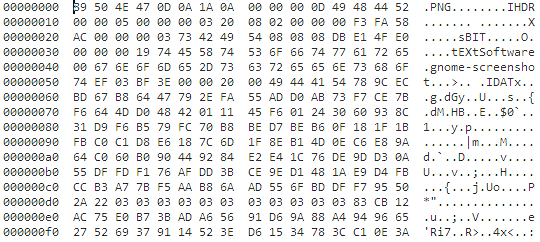 00000000 89 50 4E 47 0D 0A 1A 0A 00 00 00 0D 49 48 44 52 .PNG........IHDR
00000010 00 00 05 00 00 00 03 20 08 02 00 00 00 F3 FA 58 ....... .......X
00000020 AC 00 00 00 03 73 42 49 54 08 08 08 DB E1 4F E0 .....sBIT.....O.
00000030 00 00 00 19 74 45 58 74 53 6F 66 74 77 61 72 65 ....tEXtSoftware
00000040 00 67 6E 6F 6D 65 2D 73 63 72 65 65 6E 73 68 6F .gnome-screensho
00000050 74 EF 03 BF 3E 00 00 20 00 49 44 41 54 78 9C EC t...>.. .IDATx..
00000060 BD 67 B8 64 47 79 2E FA 55 AD D0 AB 73 F7 CE 7B .g.dGy..U...s..{
00000070 F6 64 4D D0 48 42 01 11 45 F6 01 24 30 60 93 8C .dM.HB..E..$0`..
00000080 31 D9 F6 B5 79 FC 70 B8 BE D7 BE B6 0F 18 1F 1B 1...y.p.........
00000090 FB C0 C1 D8 E6 18 7C 6D 1F 8E B1 4D 0E C6 E8 9A ......|m...M....
000000a0 64 C0 60 B0 90 44 92 84 E2 E4 1C 76 DE 9D D3 0A d.`..D.....v....
000000b0 55 DF FD F1 76 AF DD 3B CE 9E D1 48 1A E9 D4 FB U...v..;...H....
000000c0 CC B3 A7 7B F5 AA B8 6A AD 55 6F BD DF F7 95 50 ...{...j.Uo....P
000000d0 2A 22 03 03 03 03 03 03 03 03 03 03 03 83 CB 12 *"..............
000000e0 AC 75 E0 B7 3B AD A6 56 91 D6 9A 88 A4 94 96 65 .u..;..V.......e
000000f0 27 52 69 37 91 14 52 3E D6 15 34 78 3C C1 0E 3A 'Ri7..R>..4x<..: